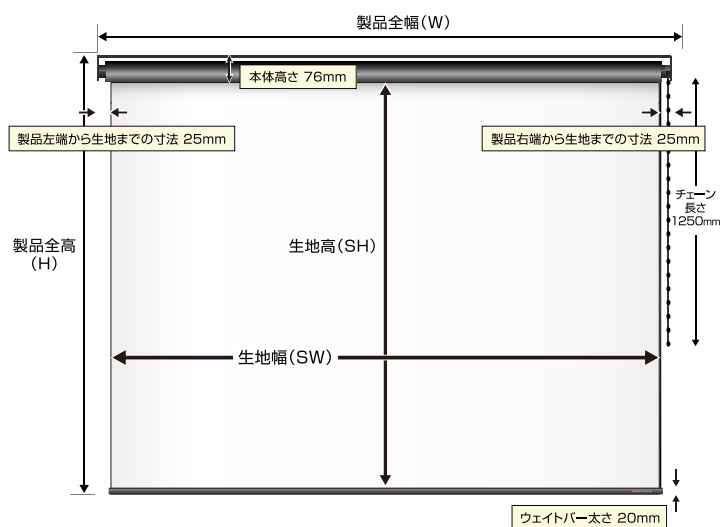 製品全幅(W)
本体高さ 76mm
製品左端から生地までの寸法 25mm
製品右端から生地までの寸法 25mm
チェーン
長さ
1250mm
製品全高
(H)
生地高(SH)
生地幅(SW)
ウェイトバー太さ 20mm